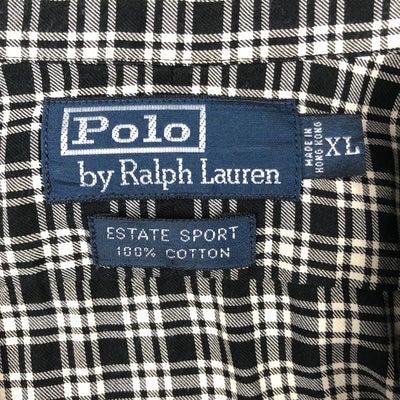 Polo
by Ralph Lauren
MADE IN
HONG KONG
XL
ESTATE SPORT
100% COTTON